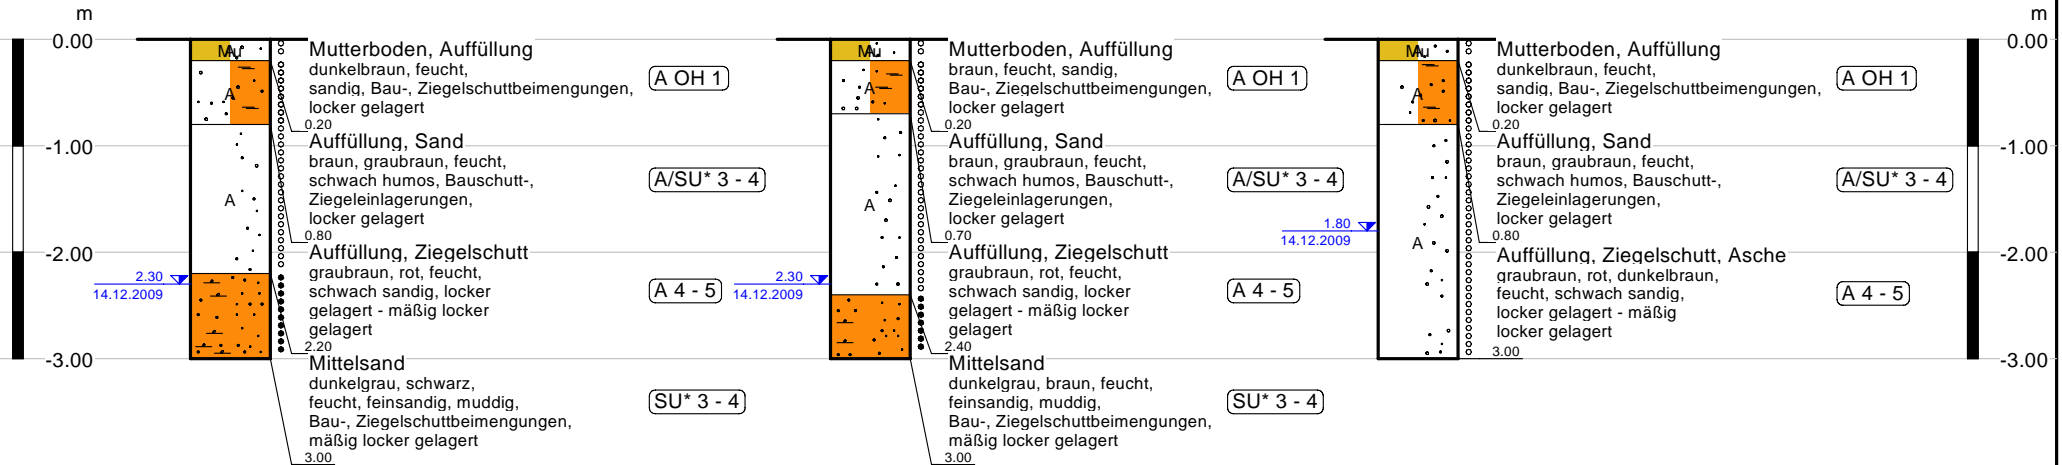 m
0.00
-1.00
-2.00
-3.00
Mu
A
A
A
2.30
14.12.2009
Mutterboden, Auffüllung
dunkelbraun, feucht,
sandig, Bau-, Ziegelschuttbeimengungen,
locker gelagert
0.20
A OH 1
Auffüllung, Sand
braun, graubraun, feucht,
schwach humos, Bauschutt-,
Ziegeleinlagerungen,
locker gelagert
0.80
A/SU* 3 - 4
Auffüllung, Ziegelschutt
graubraun, rot, feucht,
schwach sandig, locker
gelagert - mäßig locker
gelagert
2.20
A 4 - 5
Mittelsand
dunkelgrau, schwarz,
feucht, feinsandig, muddig,
Bau-, Ziegelschuttbeimengungen,
mäßig locker gelagert
3.00
SU* 3 - 4
Mu
A
A
A
2.30
14.12.2009
Mutterboden, Auffüllung
braun, feucht, sandig,
Bau-, Ziegelschuttbeimengungen,
locker gelagert
0.20
A OH 1
Auffüllung, Sand
braun, graubraun, feucht,
schwach humos, Bauschutt-,
Ziegeleinlagerungen,
locker gelagert
0.70
A/SU* 3 - 4
Auffüllung, Ziegelschutt
graubraun, rot, feucht,
schwach sandig, locker
gelagert - mäßig locker
gelagert
2.40
A 4 - 5
Mittelsand
dunkelgrau, braun, feucht,
feinsandig, muddig,
Bau-, Ziegelschuttbeimengungen,
mäßig locker gelagert
3.00
SU* 3 - 4
Mu
A
A
A
1.80
14.12.2009
Mutterboden, Auffüllung
dunkelbraun, feucht,
sandig, Bau-, Ziegelschuttbeimengungen,
locker gelagert
0.20
A OH 1
Auffüllung, Sand
braun, graubraun, feucht,
schwach humos, Bauschutt-,
Ziegeleinlagerungen,
locker gelagert
0.80
A/SU* 3 - 4
Auffüllung, Ziegelschutt, Asche
graubraun, rot, dunkelbraun,
feucht, schwach sandig,
locker gelagert - mäßig
locker gelagert
3.00
A 4 - 5
m
0.00
-1.00
-2.00
-3.00